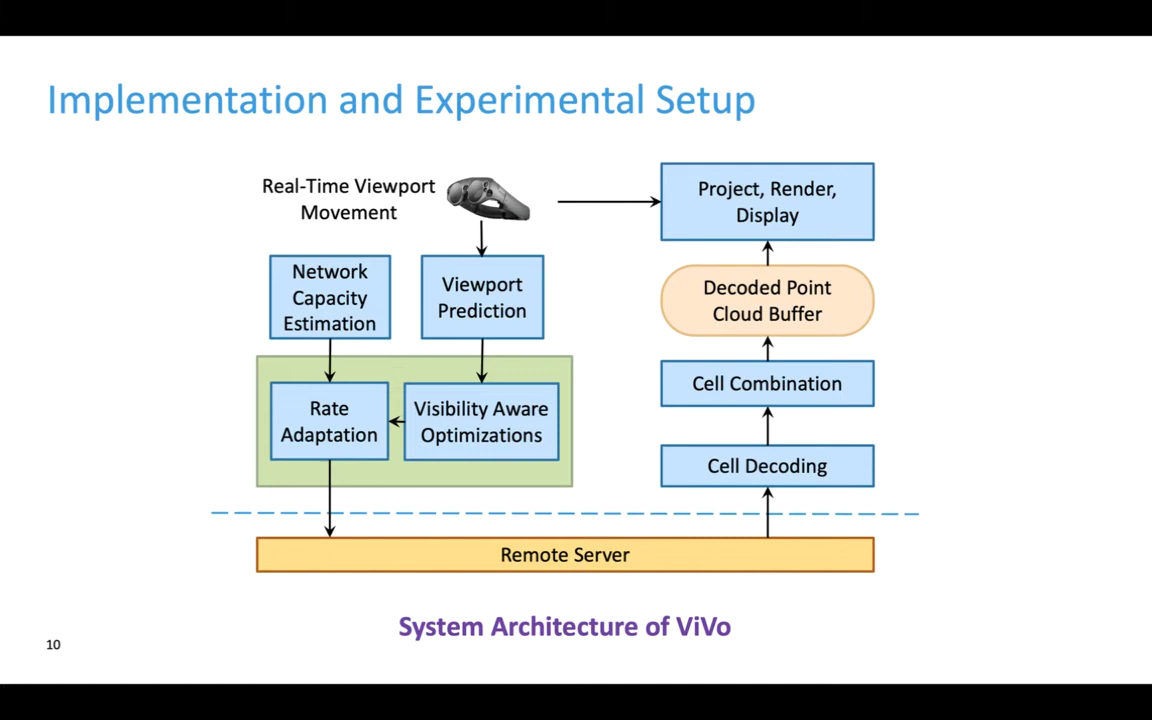 Implementation and Experimental Setup
Real-Time Viewport
Movement
Project, Render,
Display
Network
Capacity
Estimation
Viewport
Prediction
Decoded Point
Cloud Buffer
Rate
Adaptation
Visibility Aware
Optimizations
Cell Combination
Cell Decoding
Remote Server
System Architecture of ViVo
10